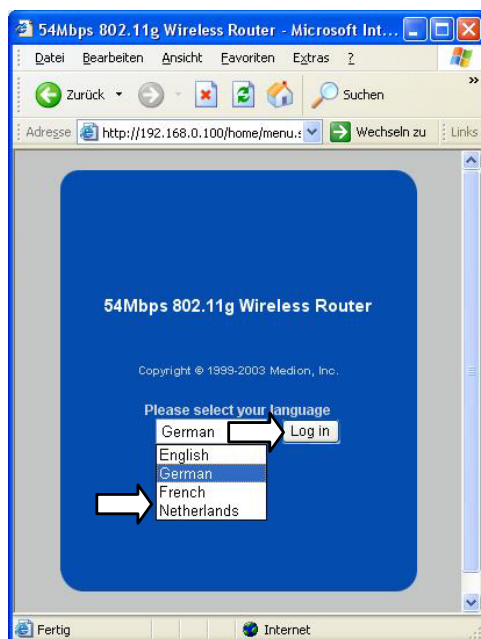 54Mbps 802.11g Wireless Router - Microsoft Int...
Datei Bearbeiten Ansicht Favoriten Extras ?
Zurück Suchen »
Adresse http://192.168.0.100/home/menu.s Wechseln zu Links
54Mbps 802.11g Wireless Router
Copyright © 1999-2003 Medion, Inc.
Please select your language
German Log in
English
German
French
Netherlands
Fertig Internet